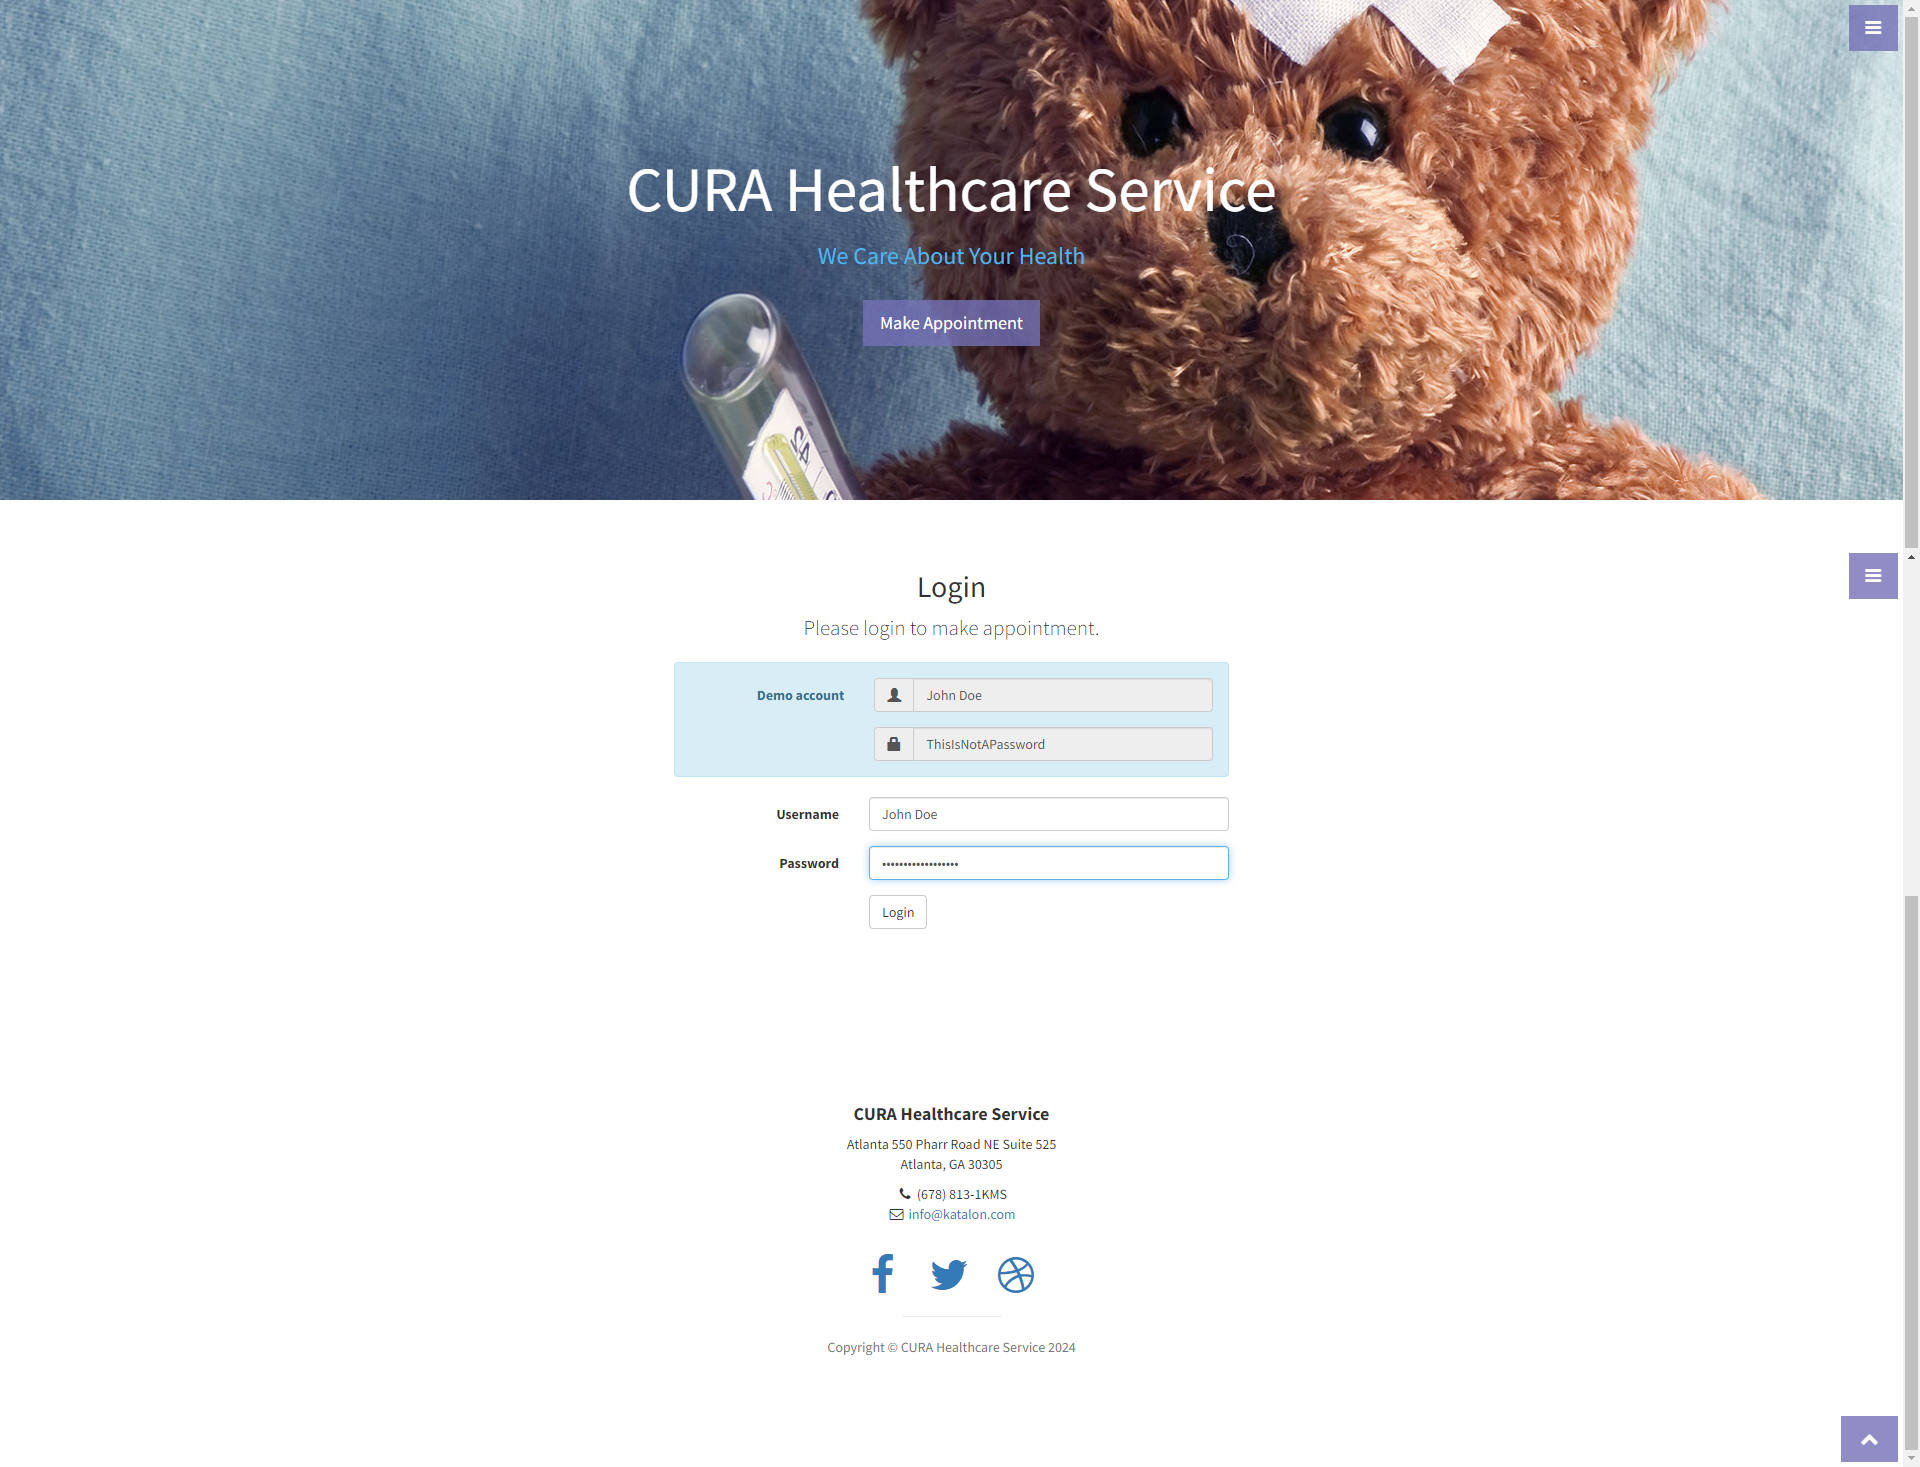 CURA Healthcare Service
We Care About Your Health
Make Appointment
Login
Please login to make appointment.
Demo account
John Doe
ThisIsNotAPassword
Username
John Doe
Password
••••••••••••••••••
Login
CURA Healthcare Service
Atlanta 550 Pharr Road NE Suite 525
Atlanta, GA 30305
(678) 813-1KMS
info@katalon.com
Copyright © CURA Healthcare Service 2024